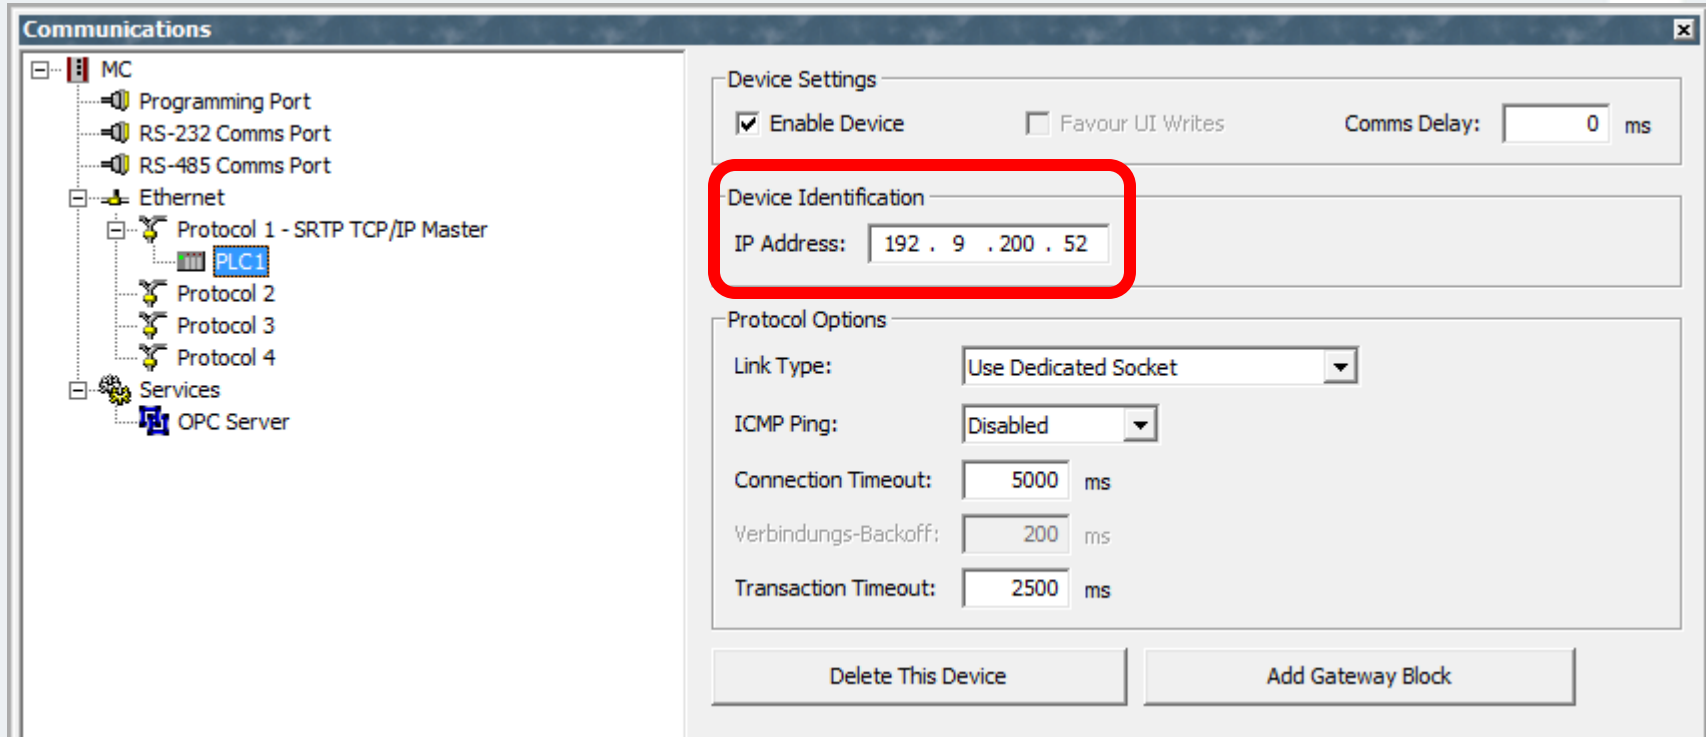 Communications
MC
Programming Port
RS-232 Comms Port
RS-485 Comms Port
Ethernet
Protocol 1 - SRTP TCP/IP Master
PLC1
Protocol 2
Protocol 3
Protocol 4
Services
OPC Server
Device Settings
Enable Device Favour UI Writes Comms Delay: 0 ms
Device Identification
IP Address: 192 . 9 . 200 . 52
Protocol Options
Link Type: Use Dedicated Socket
ICMP Ping: Disabled
Connection Timeout: 5000 ms
Verbindungs-Backoff: 200 ms
Transaction Timeout: 2500 ms
Delete This Device Add Gateway Block